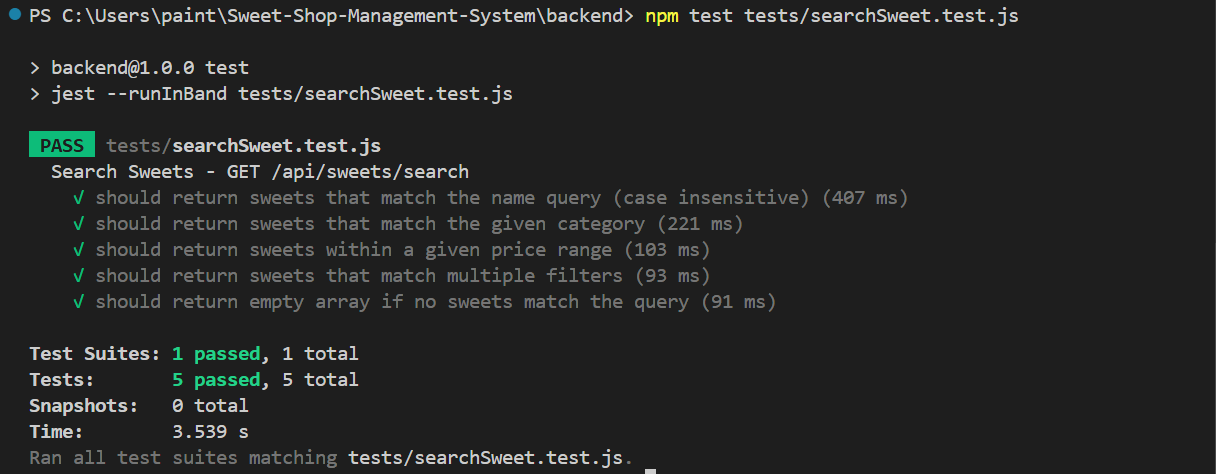 PS C:\Users\paint\Sweet-Shop-Management-System\backend> npm test tests/searchSweet.test.js
> backend@1.0.0 test
> jest --runInBand tests/searchSweet.test.js
PASS tests/searchSweet.test.js
Search Sweets - GET /api/sweets/search
√ should return sweets that match the name query (case insensitive) (407 ms)
√ should return sweets that match the given category (221 ms)
√ should return sweets within a given price range (103 ms)
√ should return sweets that match multiple filters (93 ms)
√ should return empty array if no sweets match the query (91 ms)
Test Suites: 1 passed, 1 total
Tests: 5 passed, 5 total
Snapshots: 0 total
Time: 3.539 s
Ran all test suites matching tests/searchSweet.test.js.